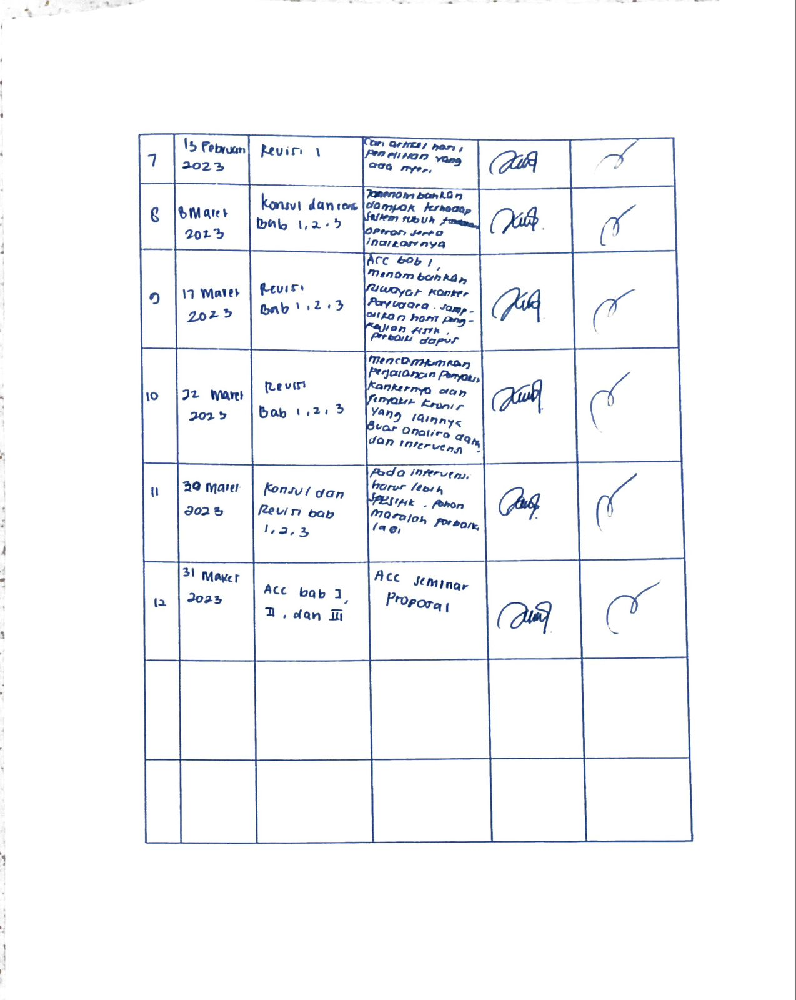 7
13 Februari
2023
Revisi 1
Cari artikel hasil
penelitian yang
ada nyeri.
8
8 Maret
2023
Konsul dan
Bab 1, 2, 3
menambahkan
dampak terhadap
sistem tubuh
operasi serta
indikasinya
9
17 Maret
2023
Revisi
Bab 1, 2, 3
Acc bab 1,
menambahkan
riwayat kanker
Payudara. samp-
aikan hasil peng-
kajian fisik.
perbaiki dapus
10
22 Maret
2023
Revisi
Bab 1, 2, 3
mencantumkan
perjalanan penyakit
kankernya dan
penyakit kronis
yang lainnya
Buat analisa data
dan intervensi
11
30 Maret
2023
Konsul dan
Revisi bab
1, 2, 3
pada intervensi
harus lebih
spesifik. pohon
masalah perbaiki
lagi
12
31 Maret
2023
Acc bab I,
II, dan III
Acc seminar
proposal